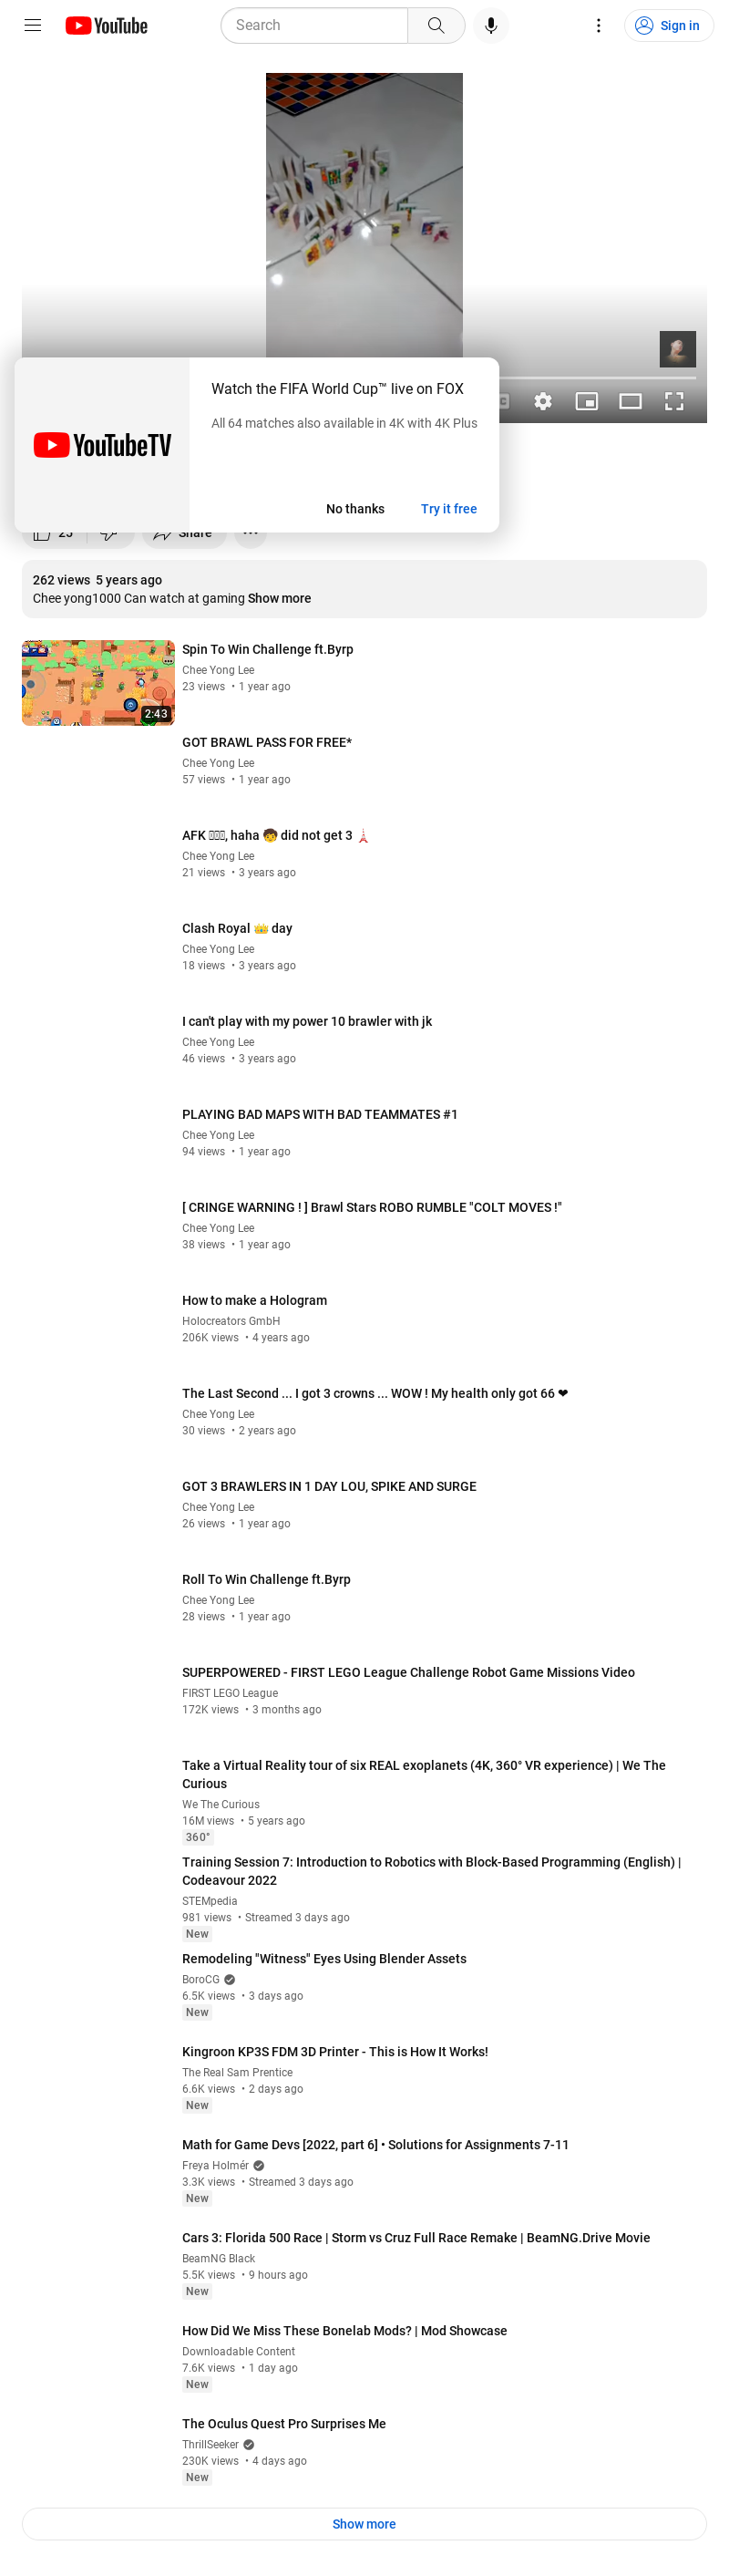 YouTube
Search
Sign in
Watch the FIFA World Cup™ live on FOX
All 64 matches also available in 4K with 4K Plus
YouTubeTV
No thanks
Try it free
25
Share
262 views 5 years ago
Chee yong1000 Can watch at gaming Show more
Spin To Win Challenge ft.Byrp
Chee Yong Lee
23 views • 1 year ago
2:43
GOT BRAWL PASS FOR FREE*
Chee Yong Lee
57 views • 1 year ago
AFK , haha 🧒 did not get 3 🗼
Chee Yong Lee
21 views • 3 years ago
Clash Royal 👑 day
Chee Yong Lee
18 views • 3 years ago
I can't play with my power 10 brawler with jk
Chee Yong Lee
46 views • 3 years ago
PLAYING BAD MAPS WITH BAD TEAMMATES #1
Chee Yong Lee
94 views • 1 year ago
[ CRINGE WARNING ! ] Brawl Stars ROBO RUMBLE "COLT MOVES !"
Chee Yong Lee
38 views • 1 year ago
How to make a Hologram
Holocreators GmbH
206K views • 4 years ago
The Last Second ... I got 3 crowns ... WOW ! My health only got 66 ❤
Chee Yong Lee
30 views • 2 years ago
GOT 3 BRAWLERS IN 1 DAY LOU, SPIKE AND SURGE
Chee Yong Lee
26 views • 1 year ago
Roll To Win Challenge ft.Byrp
Chee Yong Lee
28 views • 1 year ago
SUPERPOWERED - FIRST LEGO League Challenge Robot Game Missions Video
FIRST LEGO League
172K views • 3 months ago
Take a Virtual Reality tour of six REAL exoplanets (4K, 360° VR experience) | We The
Curious
We The Curious
16M views • 5 years ago
360°
Training Session 7: Introduction to Robotics with Block-Based Programming (English) |
Codeavour 2022
STEMpedia
981 views • Streamed 3 days ago
New
Remodeling "Witness" Eyes Using Blender Assets
BoroCG
6.5K views • 3 days ago
New
Kingroon KP3S FDM 3D Printer - This is How It Works!
The Real Sam Prentice
6.6K views • 2 days ago
New
Math for Game Devs [2022, part 6] • Solutions for Assignments 7-11
Freya Holmér
3.3K views • Streamed 3 days ago
New
Cars 3: Florida 500 Race | Storm vs Cruz Full Race Remake | BeamNG.Drive Movie
BeamNG Black
5.5K views • 9 hours ago
New
How Did We Miss These Bonelab Mods? | Mod Showcase
Downloadable Content
7.6K views • 1 day ago
New
The Oculus Quest Pro Surprises Me
ThrillSeeker
230K views • 4 days ago
New
Show more